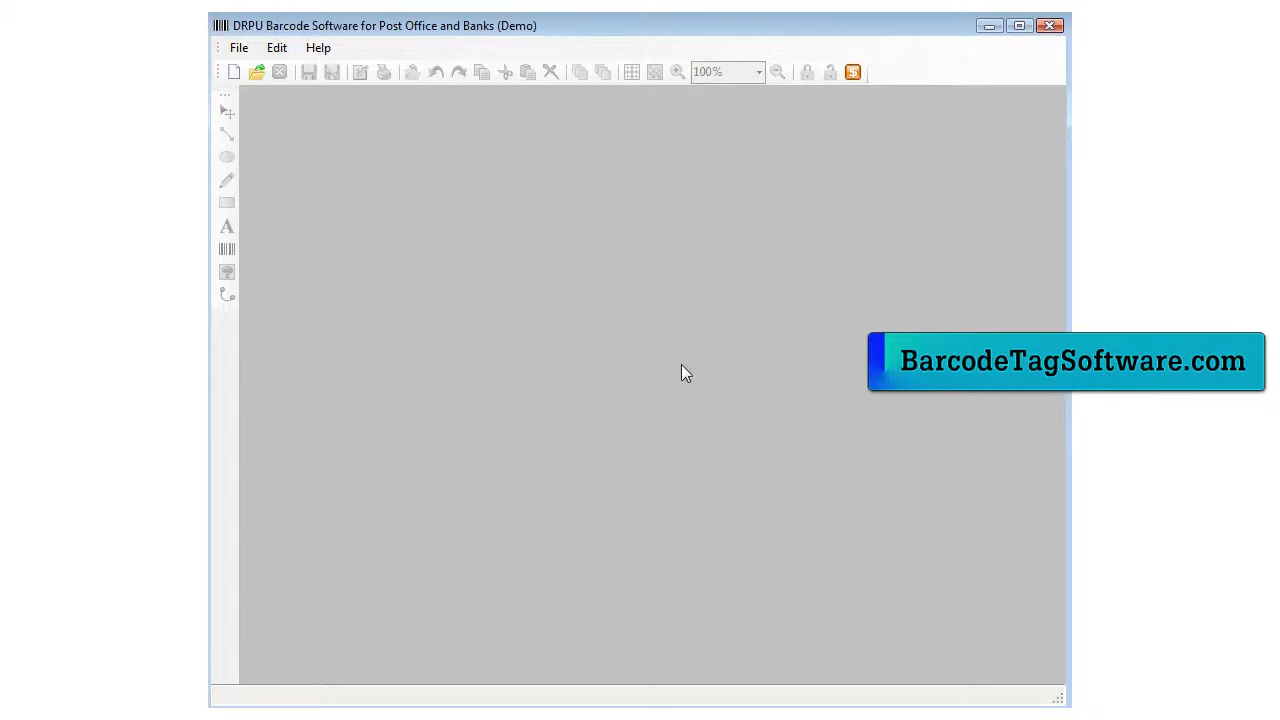 DRPU Barcode Software for Post Office and Banks (Demo)
File Edit Help
100%
A
BarcodeTagSoftware.com